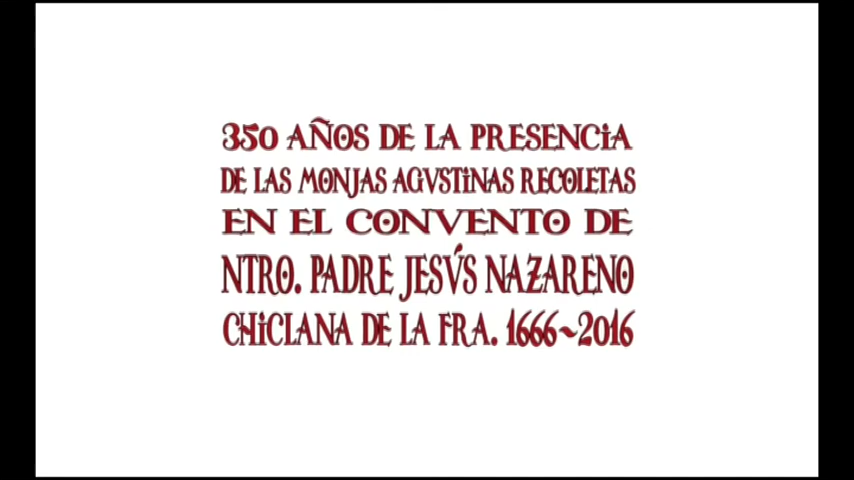 350 AÑOS DE LA PRESENCiA
DE LAS MONJAS AGVSTiNAS RECOLETAS
EN EL CONVENTO DE
NTRO. PADRE JESVS NAZARENO
CHiCLANA DE LA FRA. 1666~2016